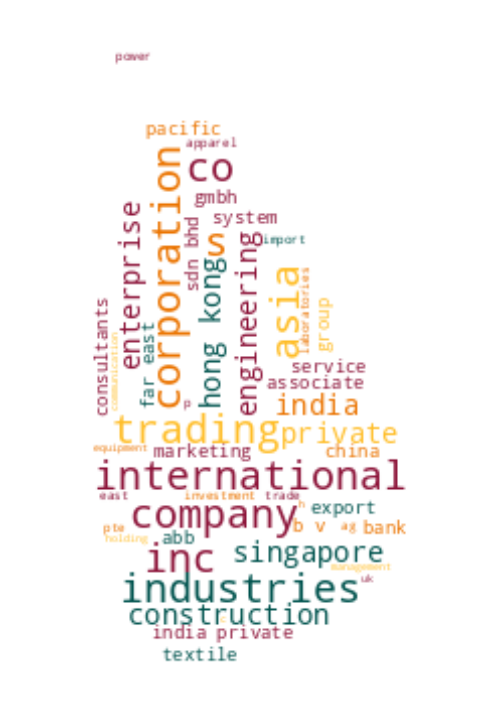 power
pacific
apparel
co
corporation
gmbh
enterprise
system
sdn bhd
s
import
engineering
hong kong
asia
laboratories
group
consultants
communication
far east
service
associate
p
india
trading
private
equipment
marketing
china
international
east
investment
trade
h
export
company
b v
ag
bank
pte
holding
abb
inc
singapore
management
uk
industries
construction
india private
textile